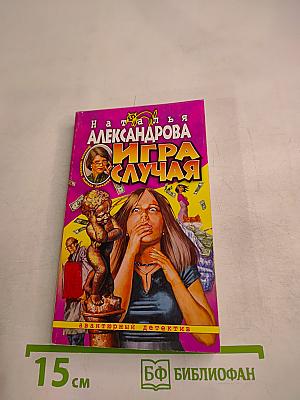 Наталья
АЛЕКСАНДРОВА
ИГРА
СЛУЧАЯ
авантюрный детектив
15 см
БФ БИБЛИОФАН